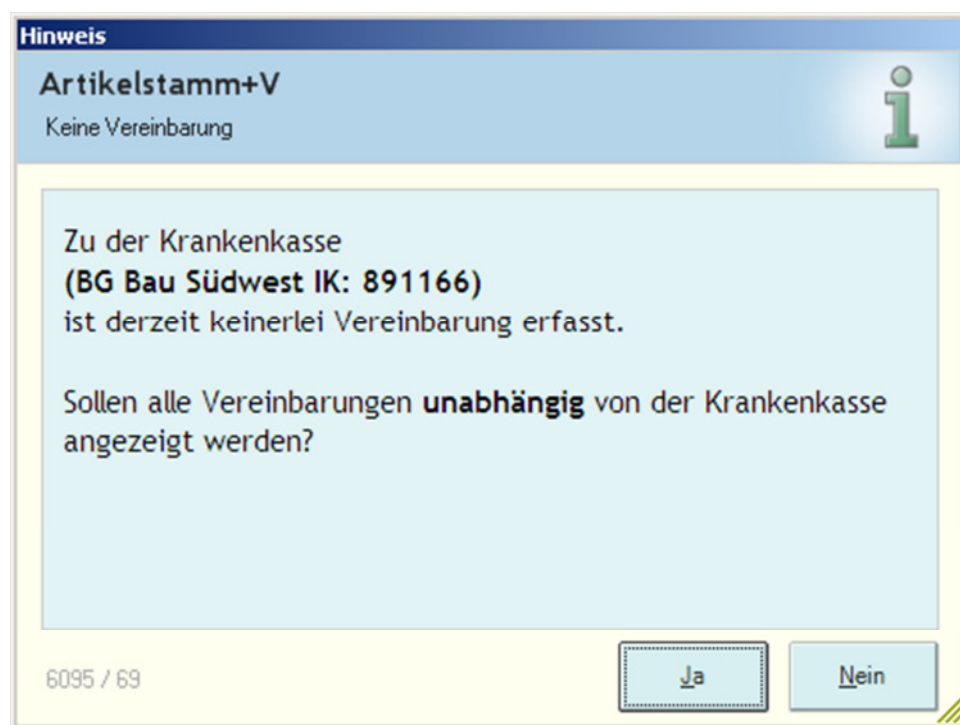 Hinweis
Artikelstamm+V
Keine Vereinbarung
Zu der Krankenkasse
(BG Bau Südwest IK: 891166)
ist derzeit keinerlei Vereinbarung erfasst.
Sollen alle Vereinbarungen unabhängig von der Krankenkasse
angezeigt werden?
6095 / 69
Ja
Nein